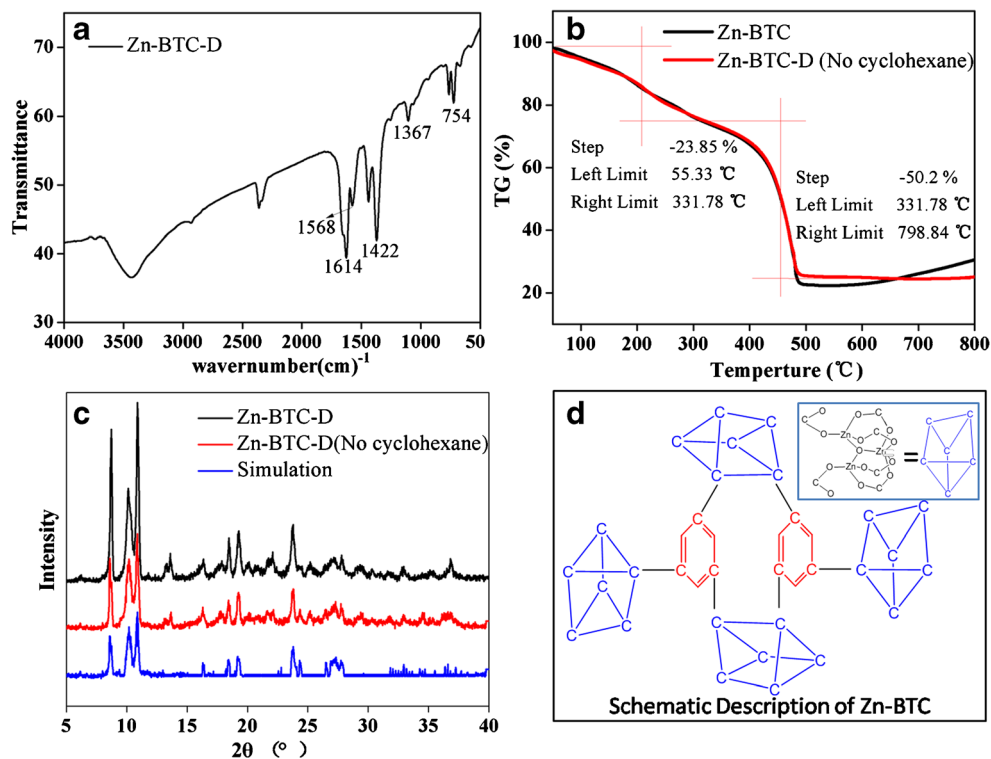 a
Zn-BTC-D
Transmittance
70
60
50
40
30
1568
1614
1422
1367
754
4000 3500 3000 2500 2000 1500 1000 500
wavernumber(cm)-1
b
Zn-BTC
Zn-BTC-D (No cyclohexane)
TG (%)
100
80
60
40
20
Step -23.85 %
Left Limit 55.33 ℃
Right Limit 331.78 ℃
Step -50.2 %
Left Limit 331.78 ℃
Right Limit 798.84 ℃
100 200 300 400 500 600 700 800
Temperture (℃)
c
Zn-BTC-D
Zn-BTC-D(No cyclohexane)
Simulation
Intensity
5 10 15 20 25 30 35 40
2θ （°）
d
C C C C C C
C C C C C C
C C C C C C
C C C C C C
C C C C C C
C C C C C C
O C O C O C O Zn O Zn O Zn O C O C O C O
=
C C C C C C
Schematic Description of Zn-BTC